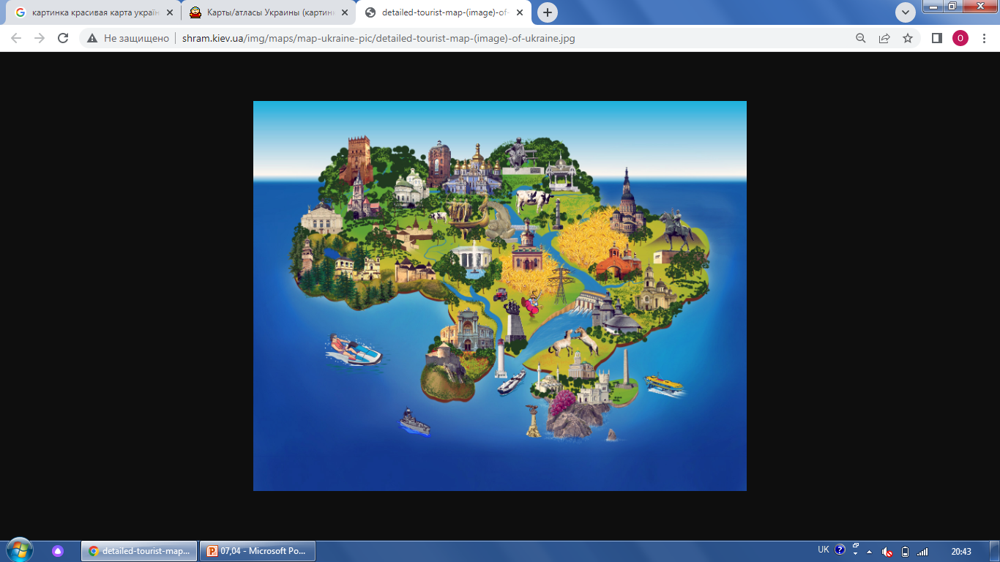 картинка красивая карта україн
Карты/атласы Украины (картинк
detailed-tourist-map-(image)-of-
Не защищено
shram.kiev.ua/img/maps/map-ukraine-pic/detailed-tourist-map-(image)-of-ukraine.jpg
О
detailed-tourist-map...
07,04 - Microsoft Po...
UK
20:43